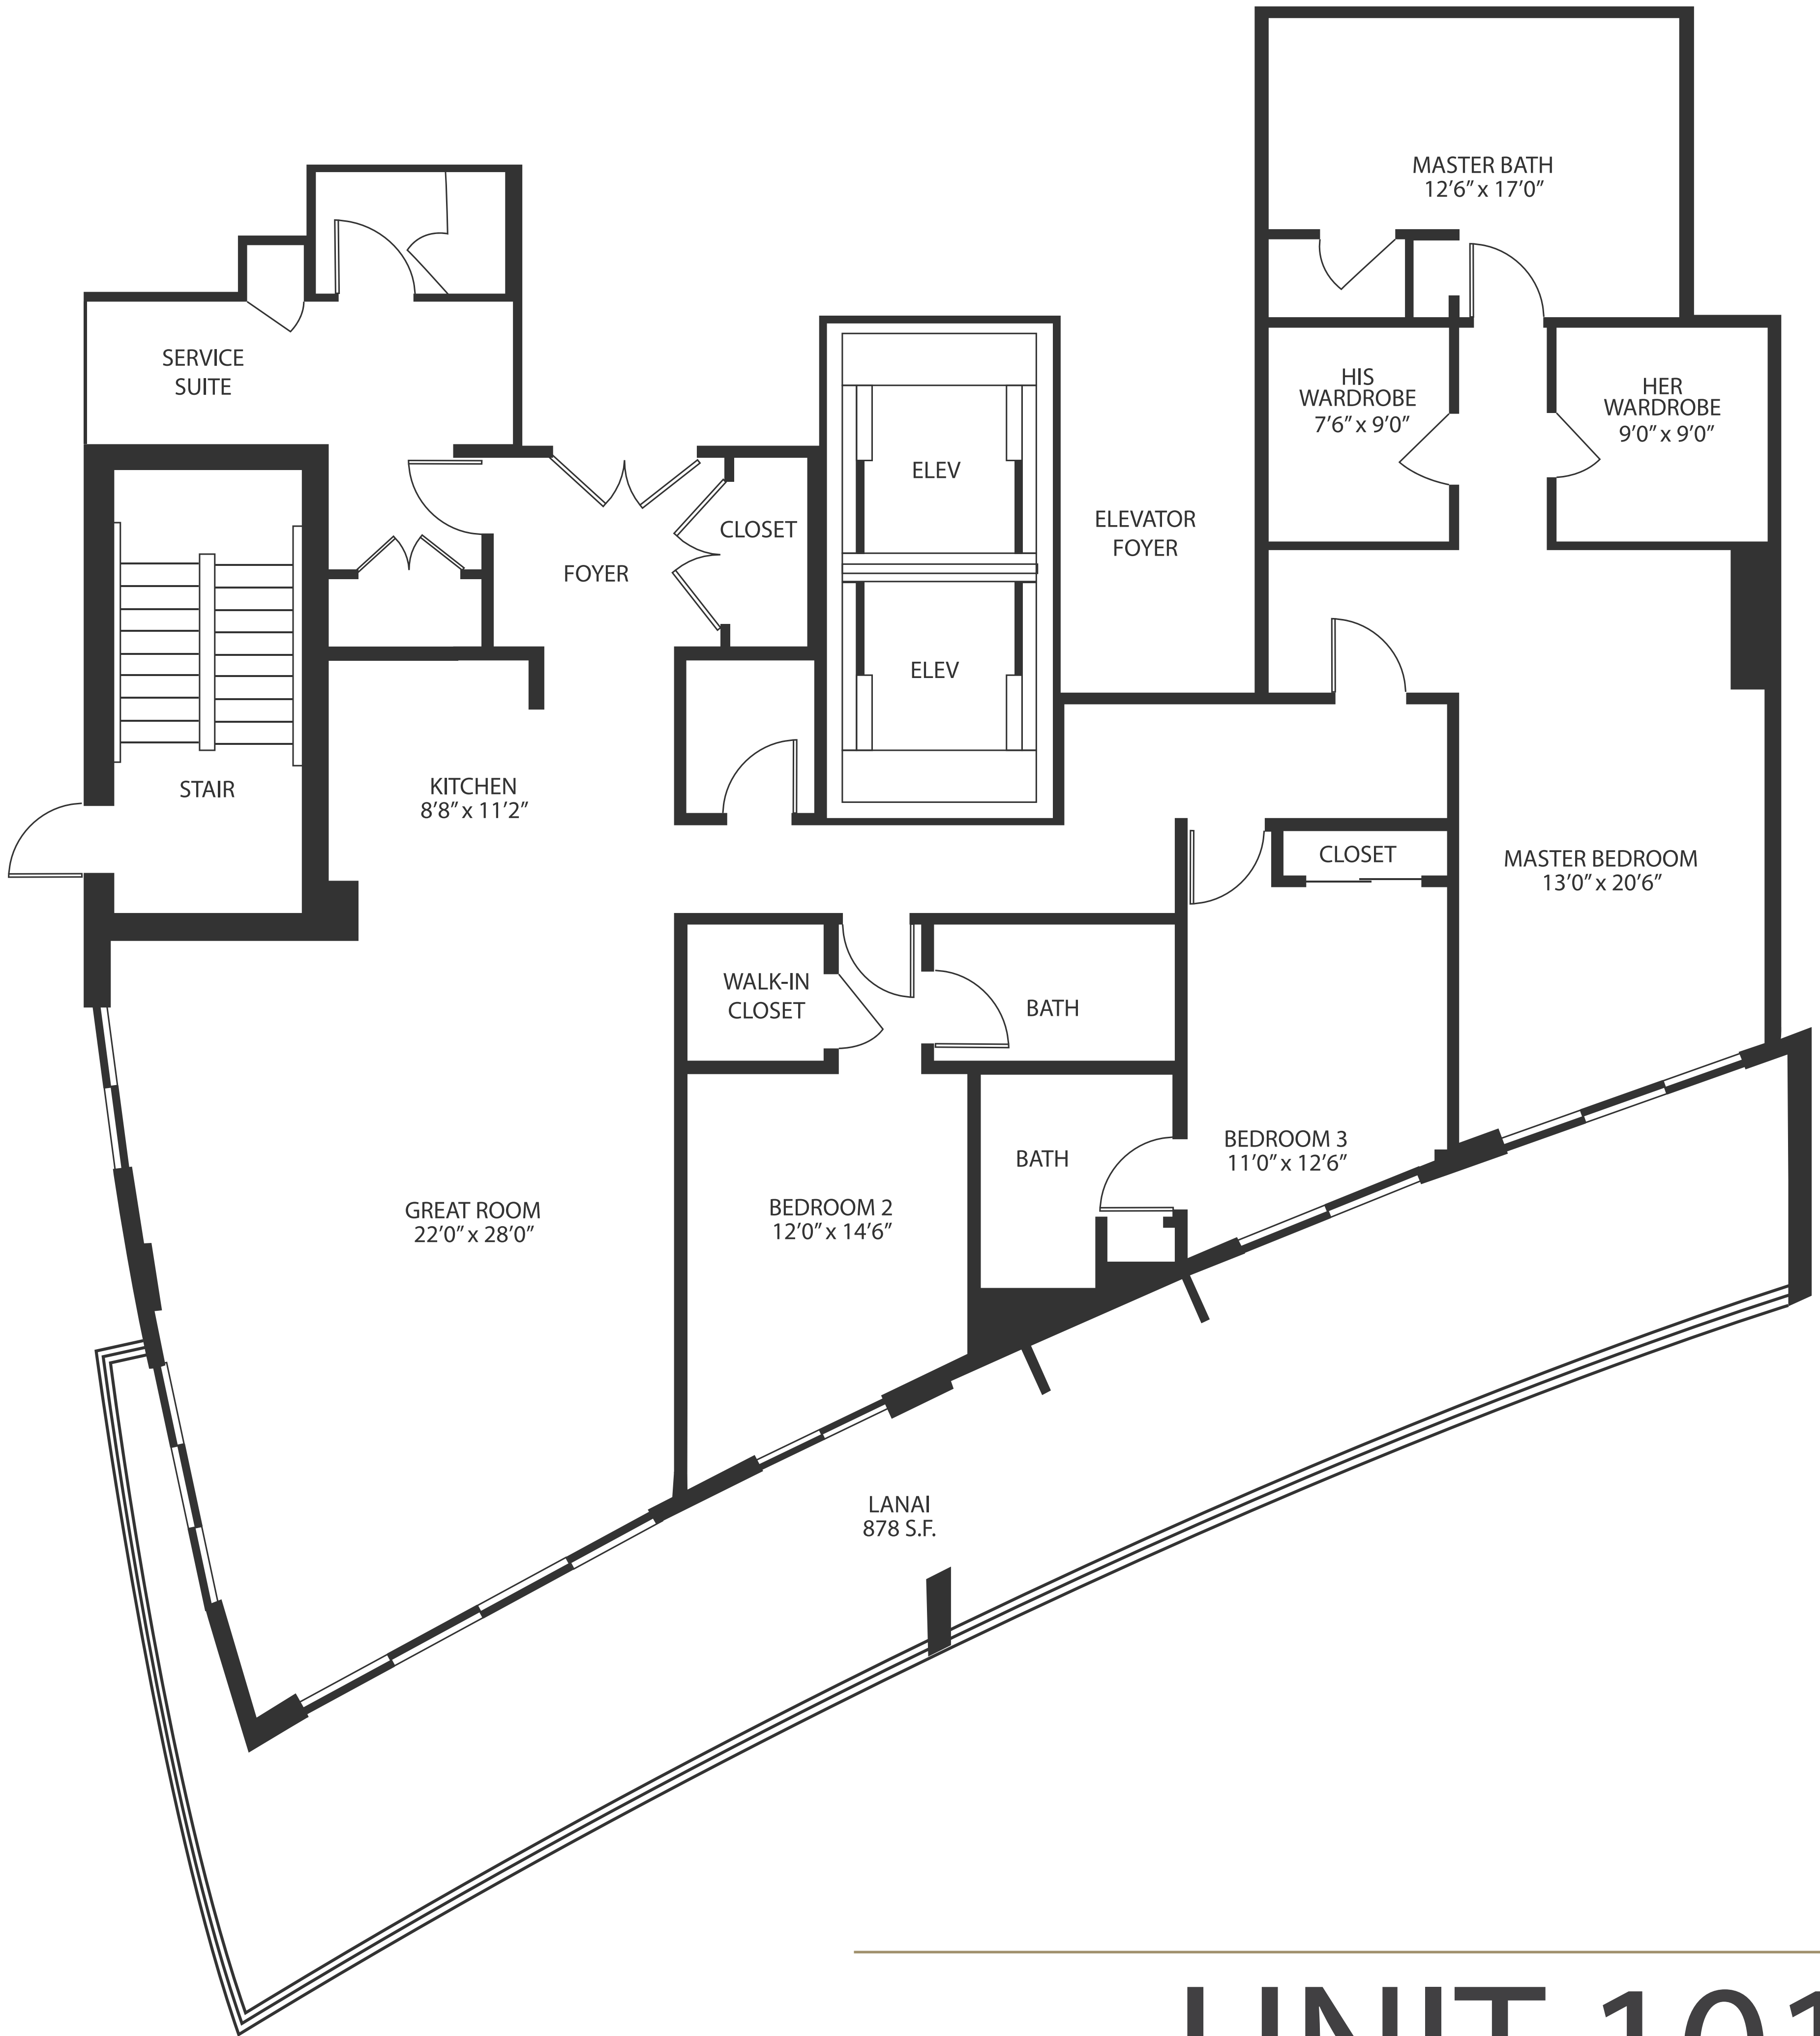 MASTER BATH
12'6" x 17'0"
SERVICE
SUITE
HIS
WARDROBE
7'6" x 9'0"
HER
WARDROBE
9'0" x 9'0"
ELEV
CLOSET
ELEVATOR
FOYER
FOYER
ELEV
STAIR
KITCHEN
8'8" x 11'2"
CLOSET
MASTER BEDROOM
13'0" x 20'6"
WALK-IN
CLOSET
BATH
BATH
BEDROOM 3
11'0" x 12'6"
GREAT ROOM
22'0" x 28'0"
BEDROOM 2
12'0" x 14'6"
LANAI
878 S.F.
UNIT 101